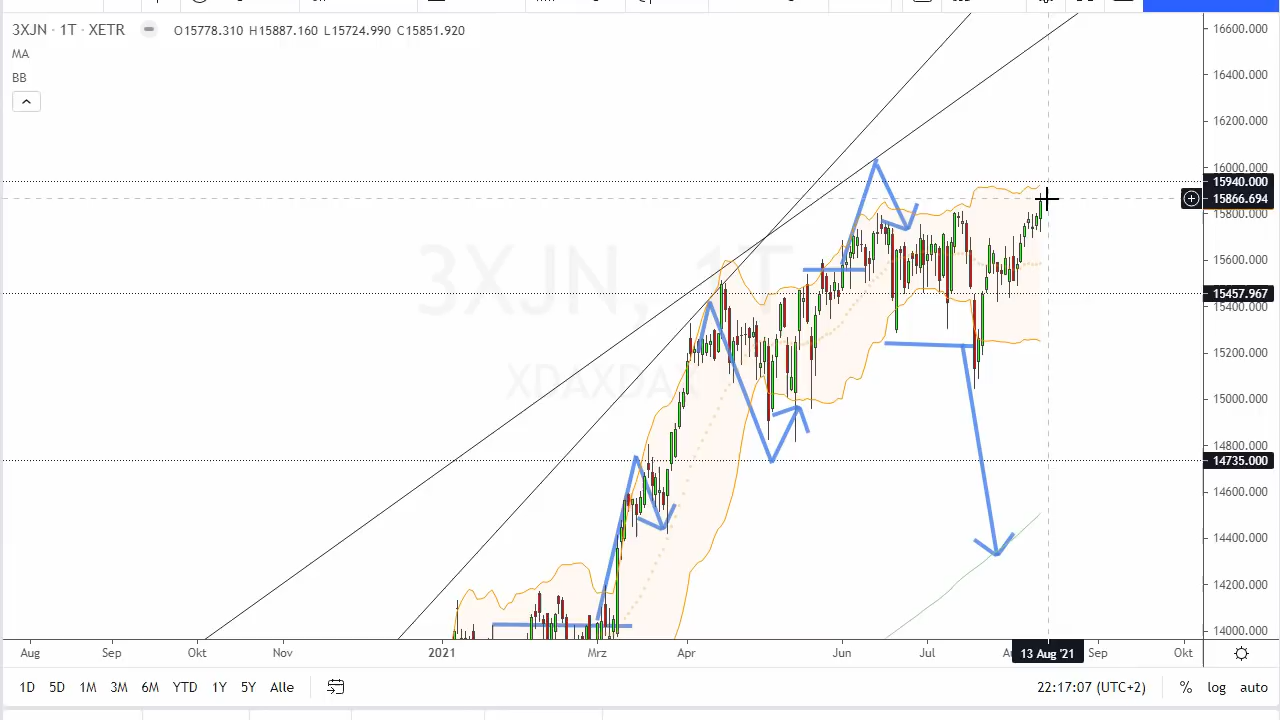 3XJN · 1T · XETR O15778.310 H15887.160 L15724.990 C15851.920
MA
BB
3XJN, 1T
XDAXDA
16600.000
16400.000
16200.000
16000.000
15940.000
15866.694
15800.000
15600.000
15457.967
15400.000
15200.000
15000.000
14800.000
14735.000
14600.000
14400.000
14200.000
14000.000
Aug Sep Okt Nov 2021 Mrz Apr Jun Jul 13 Aug '21 Sep Okt
1D 5D 1M 3M 6M YTD 1Y 5Y Alle 22:17:07 (UTC+2) % log auto